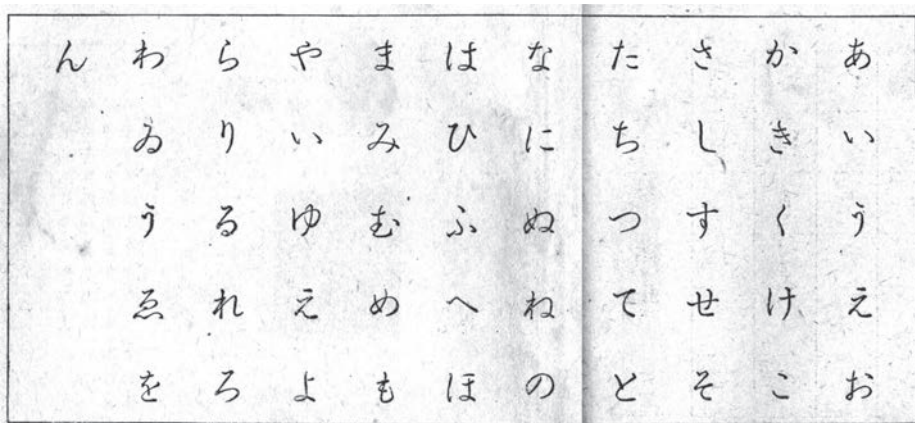 あいうえお
かきくけこ
さしすせそ
たちつてと
なにぬねの
はひふへほ
まみむめも
やいゆえよ
らりるれろ
わゐうゑを
ん